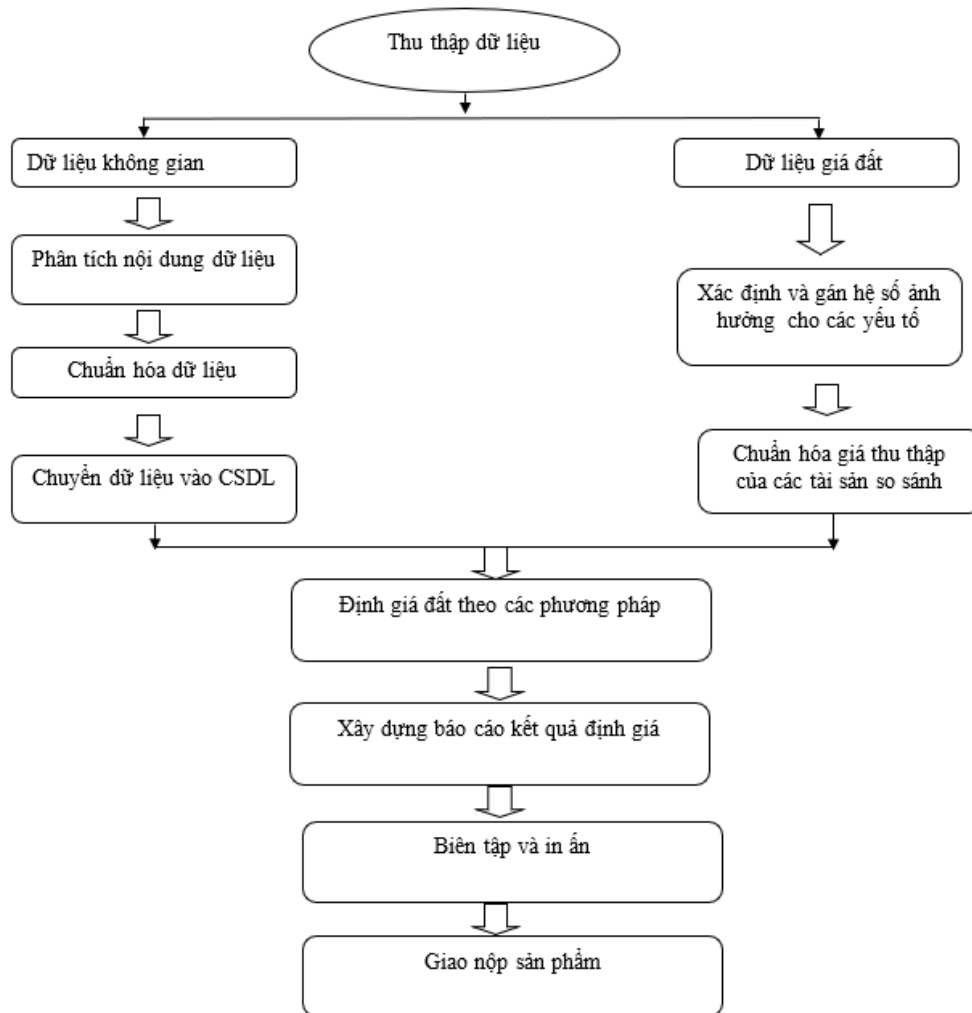 Thu thập dữ liệu
Dữ liệu không gian
Dữ liệu giá đất
Phân tích nội dung dữ liệu
Xác định và gán hệ số ảnh
hưởng cho các yếu tố
Chuẩn hóa dữ liệu
Chuyển dữ liệu vào CSDL
Chuẩn hóa giá thu thập
của các tài sản so sánh
Định giá đất theo các phương pháp
Xây dựng báo cáo kết quả định giá
Biên tập và in ấn
Giao nộp sản phẩm